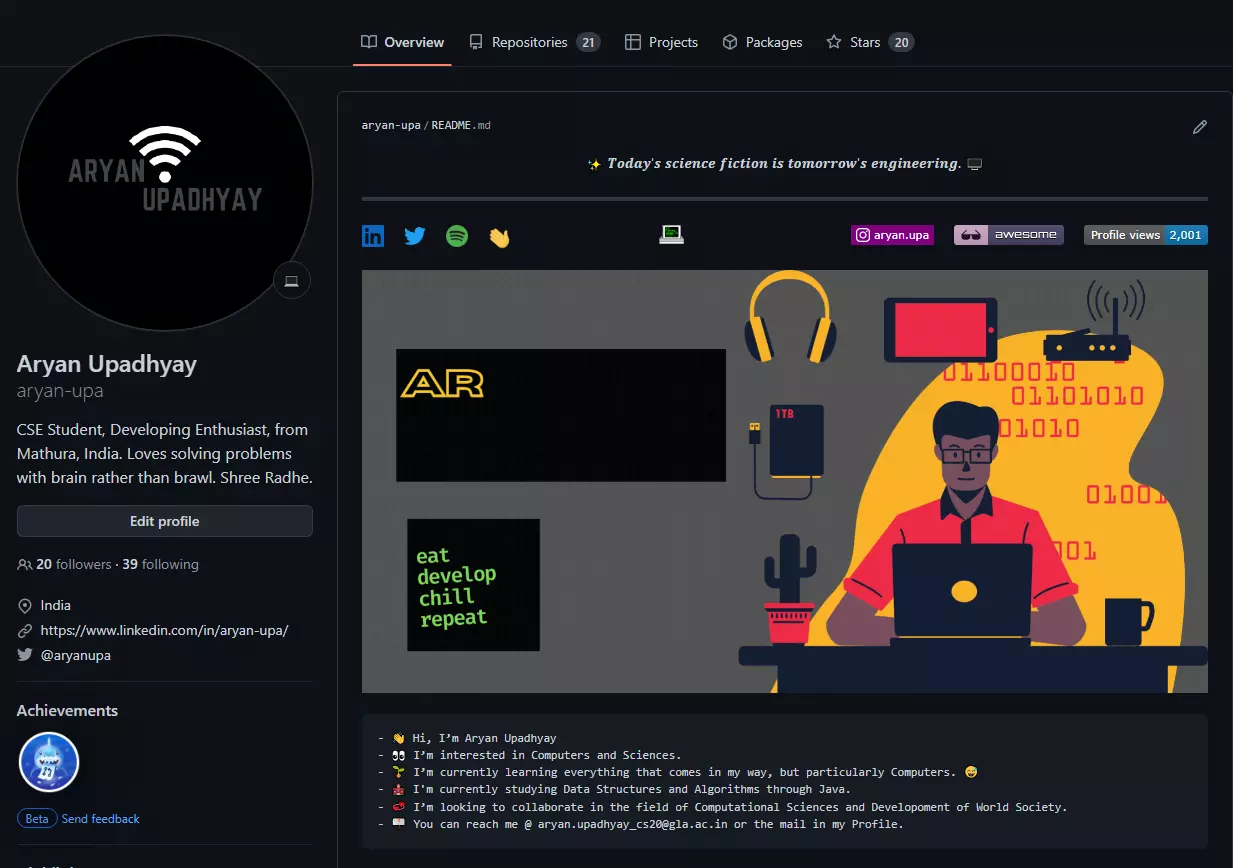 Overview Repositories 21 Projects Packages Stars 20
ARYAN
UPADHYAY
Aryan Upadhyay
aryan-upa
CSE Student, Developing Enthusiast, from
Mathura, India. Loves solving problems
with brain rather than brawl. Shree Radhe.
Edit profile
20 followers · 39 following
India
https://www.linkedin.com/in/aryan-upa/
@aryanupa
Achievements
Beta Send feedback
aryan-upa/README.md
✨ Today's science fiction is tomorrow's engineering. 🖥️
in aryan.upa awesome Profile views 2,001
AR
1TB
01100010
01101010
01010
01001
001
eat
develop
chill
repeat
- 👋 Hi, I’m Aryan Upadhyay
- 👀 I’m interested in Computers and Sciences.
- 🌱 I’m currently learning everything that comes in my way, but particularly Computers. 😅
- 🏫 I'm currently studying Data Structures and Algorithms through Java.
- I’m looking to collaborate in the field of Computational Sciences and Developoment of World Society.
- You can reach me @ aryan.upadhyay_cs20@gla.ac.in or the mail in my Profile.